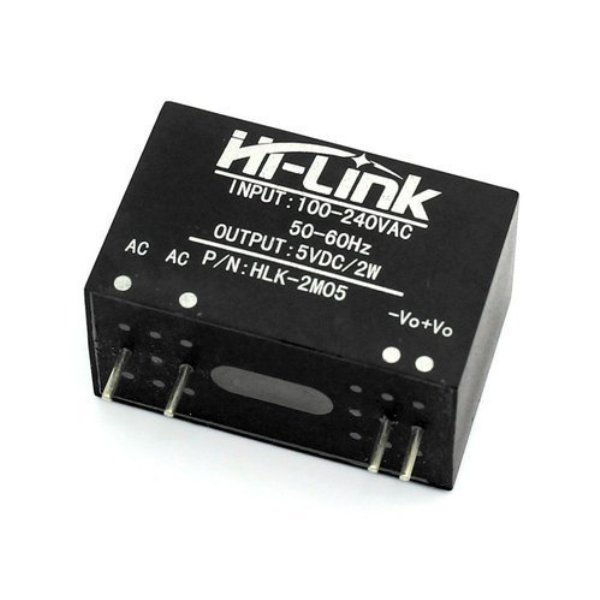 Hi-Link
INPUT:100-240VAC
50-60Hz
OUTPUT:5VDC/2W
P/N:HLK-2M05
AC AC
-Vo+Vo